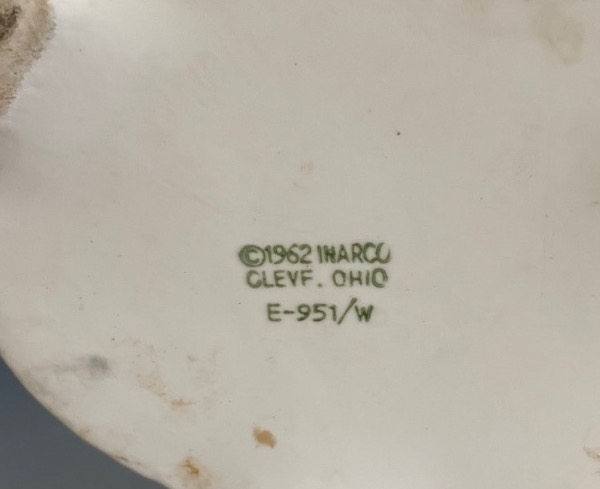 ©1962 INARCO
CLEVE. OHIO
E-951/W